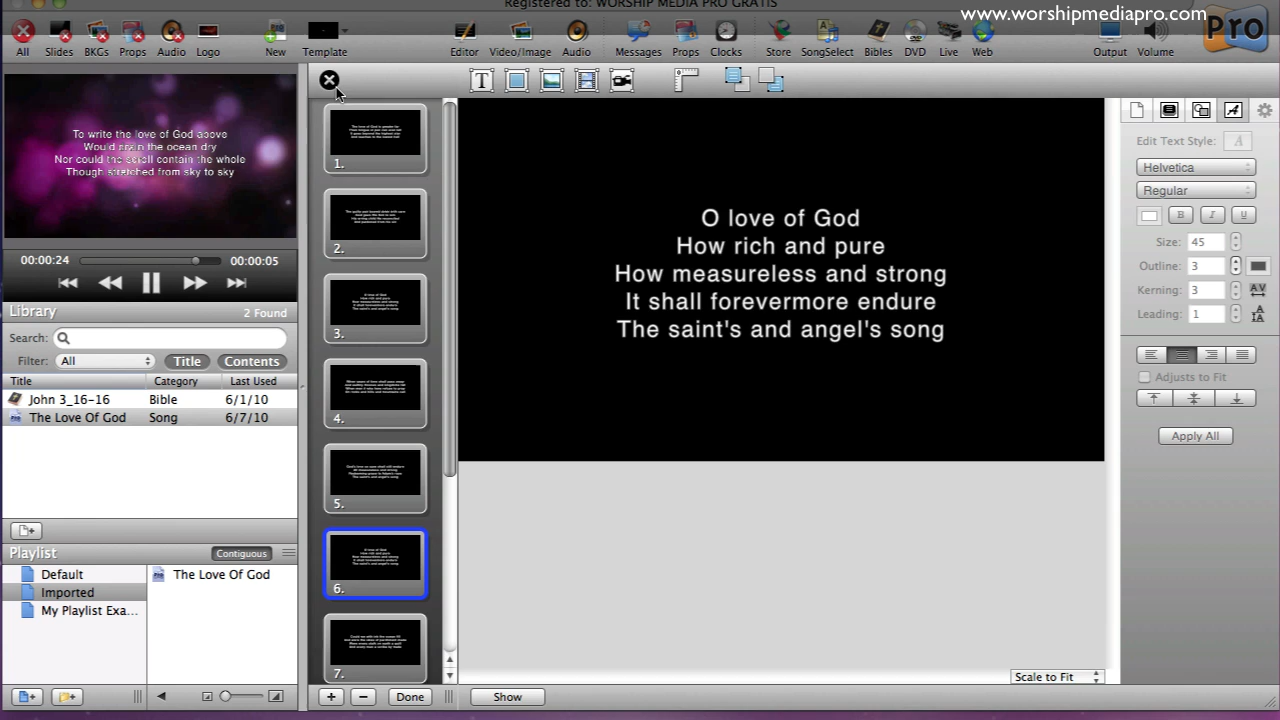 Registered to: WORSHIP MEDIA PRO GRATIS
www.worshipmediapro.com
Pro
All Slides BKGs Props Audio Logo New Template Editor Video/Image Audio Messages Props Clocks Store SongSelect Bibles DVD Live Web Output Volume
To write the love of God above
Would drain the ocean dry
Nor could the scroll contain the whole
Though stretched from sky to sky
00:00:24
00:00:05
Library
2 Found
Search:
Filter: All Title Contents
Title Category Last Used
John 3_16-16 Bible 6/1/10
The Love Of God Song 6/7/10
Playlist Contiguous
Default
Imported
My Playlist Exa...
The Love Of God
1.
2.
3.
4.
5.
6.
7.
Done
Show
T
O love of God
How rich and pure
How measureless and strong
It shall forevermore endure
The saint's and angel's song
Scale to Fit
Edit Text Style: A
Helvetica
Regular
B I U
Size: 45
Outline: 3
Kerning: 3 AV
Leading: 1
Adjusts to Fit
Apply All